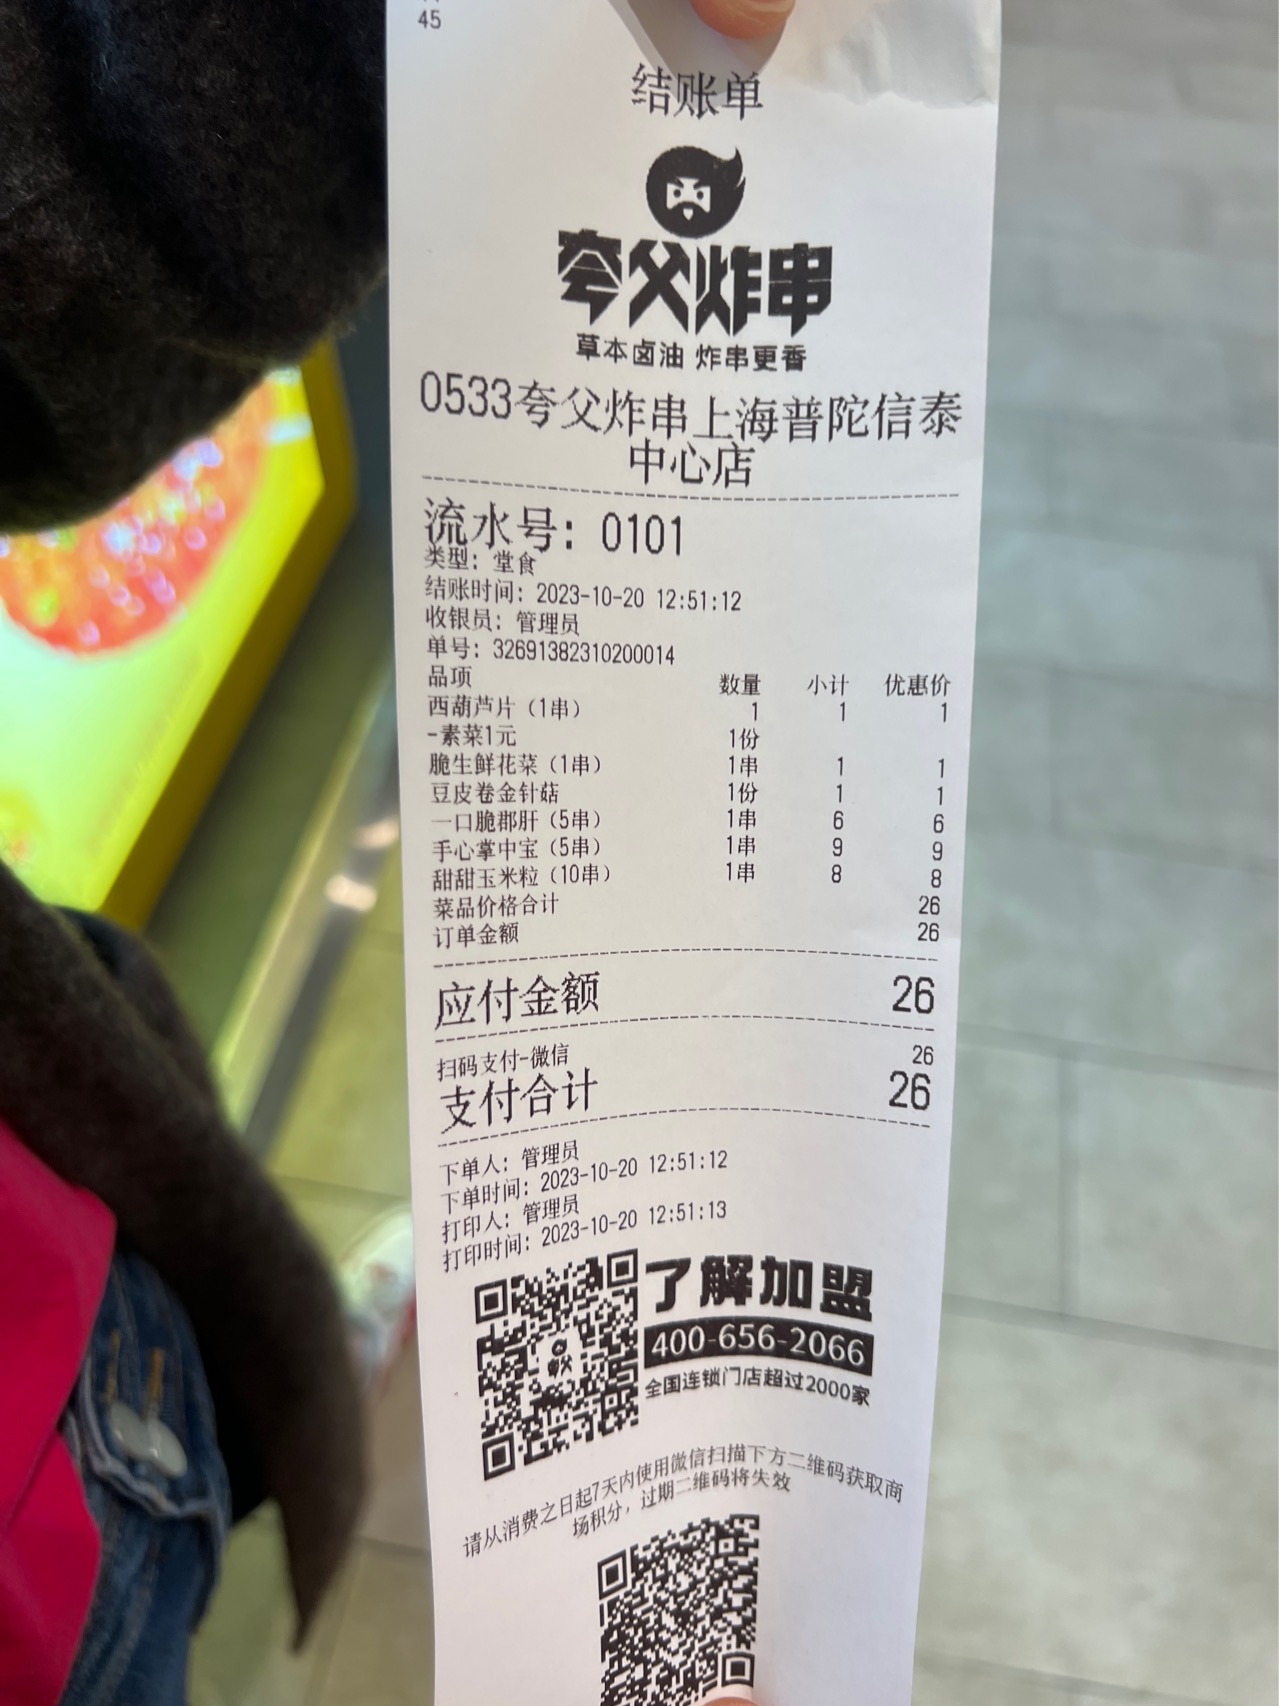 45
结账单
夸父炸串
草本卤油 炸串更香
0533夸父炸串上海普陀信泰
中心店
流水号: 0101
类型: 堂食
结账时间: 2023-10-20 12:51:12
收银员: 管理员
单号: 32691382310200014
品项 数量 小计 优惠价
西葫芦片（1串） 1 1 1
-素菜1元 1份
脆生鲜花菜（1串） 1串 1 1
豆皮卷金针菇 1份 1 1
一口脆郡肝（5串） 1串 6 6
手心掌中宝（5串） 1串 9 9
甜甜玉米粒（10串） 1串 8 8
菜品价格合计 26
订单金额 26
应付金额 26
扫码支付-微信 26
支付合计 26
下单人: 管理员
下单时间: 2023-10-20 12:51:12
打印人: 管理员
打印时间: 2023-10-20 12:51:13
了解加盟
400-656-2066
全国连锁门店超过2000家
夸父
请从消费之日起7天内使用微信扫描下方二维码获取商
场积分，过期二维码将失效